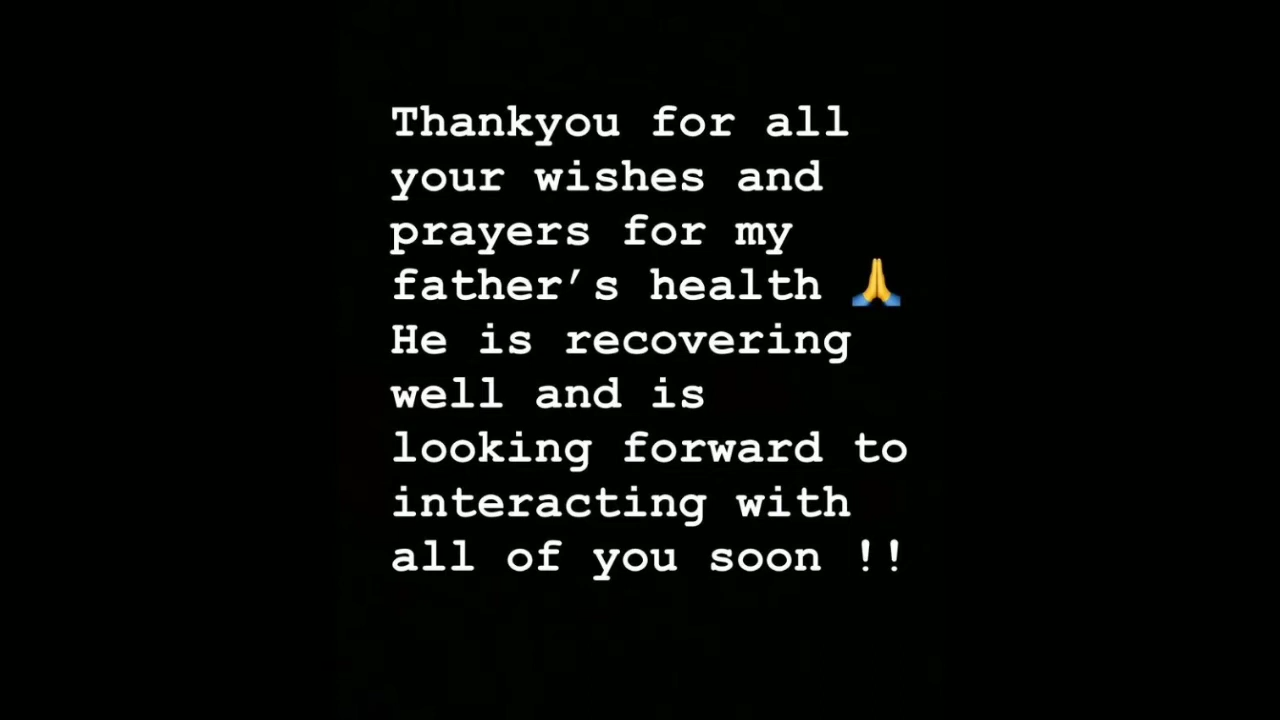 Thankyou for all
your wishes and
prayers for my
father’s health 🙏
He is recovering
well and is
looking forward to
interacting with
all of you soon !!